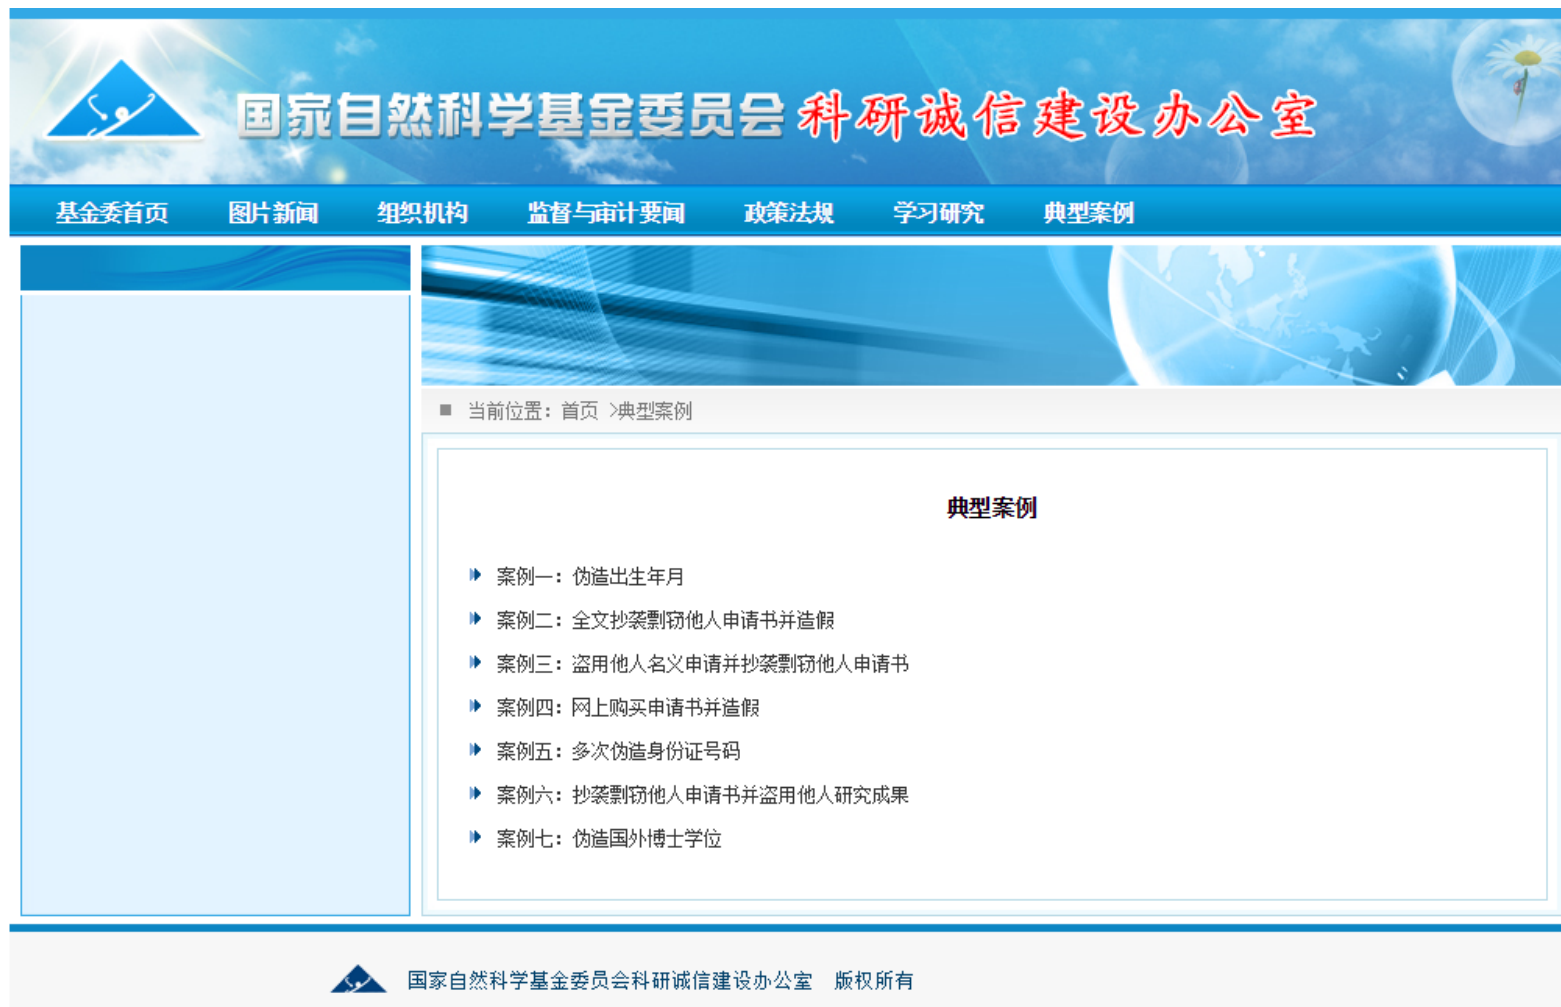 国家自然科学基金委员会 科研诚信建设办公室
基金委首页 图片新闻 组织机构 监督与审计要闻 政策法规 学习研究 典型案例
当前位置：首页 >典型案例
典型案例
案例一：伪造出生年月
案例二：全文抄袭剽窃他人申请书并造假
案例三：盗用他人名义申请并抄袭剽窃他人申请书
案例四：网上购买申请书并造假
案例五：多次伪造身份证号码
案例六：抄袭剽窃他人申请书并盗用他人研究成果
案例七：伪造国外博士学位
国家自然科学基金委员会科研诚信建设办公室 版权所有